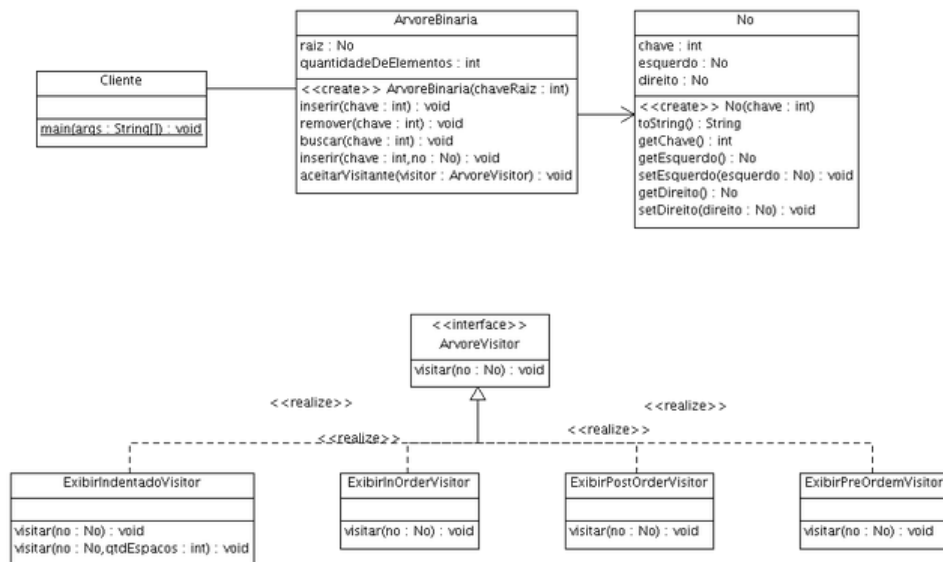 ArvoreBinaria
raiz : No
quantidadeDeElementos : int
<<create>> ArvoreBinaria(chaveRaiz : int)
inserir(chave : int) : void
remover(chave : int) : void
buscar(chave : int) : void
inserir(chave : int,no : No) : void
aceitarVisitante(visitor : ArvoreVisitor) : void
No
chave : int
esquerdo : No
direito : No
<<create>> No(chave : int)
toString() : String
getChave() : int
getEsquerdo() : No
setEsquerdo(esquerdo : No) : void
getDireito() : No
setDireito(direito : No) : void
Cliente
main(args : String[]) : void
<<interface>>
ArvoreVisitor
visitar(no : No) : void
<<realize>>
<<realize>>
<<realize>>
<<realize>>
ExibirIndentadoVisitor
visitar(no : No) : void
visitar(no : No,qtdEspacos : int) : void
ExibirInOrderVisitor
visitar(no : No) : void
ExibirPostOrderVisitor
visitar(no : No) : void
ExibirPreOrdemVisitor
visitar(no : No) : void